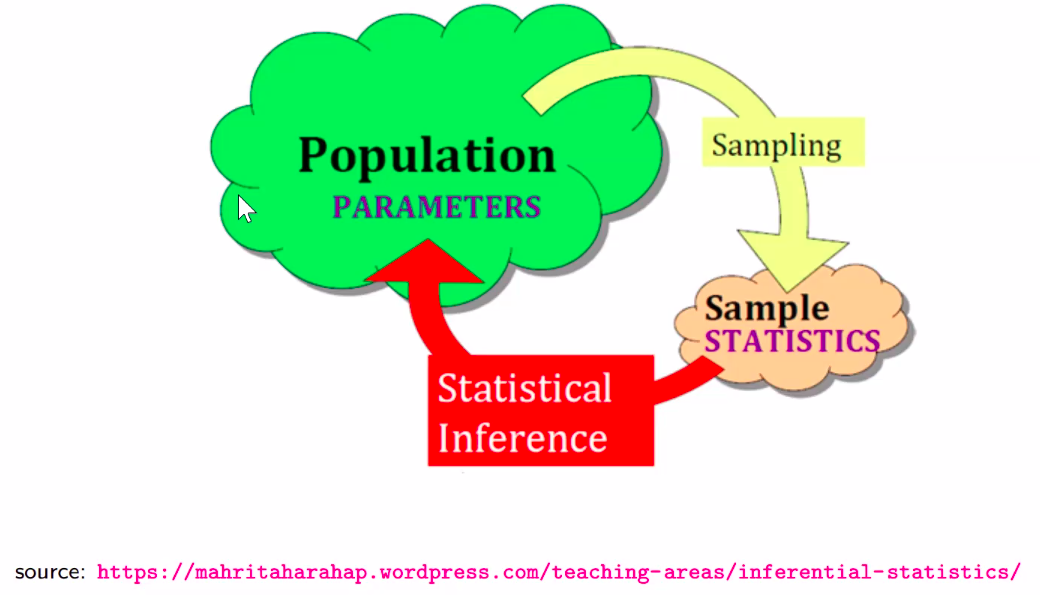 Population
PARAMETERS
Sampling
Sample
STATISTICS
Statistical
Inference
source: https://mahritaharahap.wordpress.com/teaching-areas/inferential-statistics/